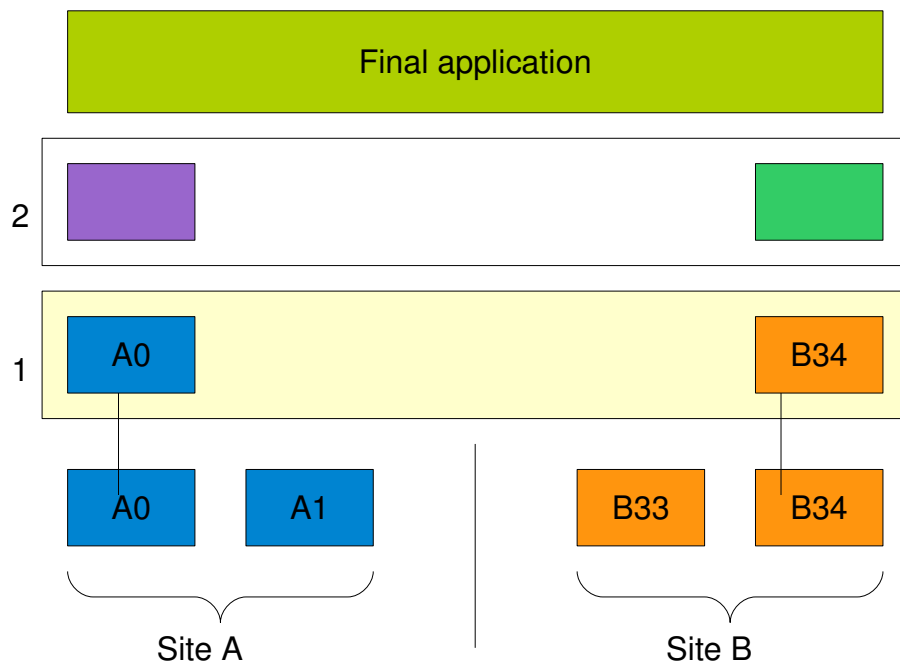 Final application
2
1
A0
B34
A0
A1
B33
B34
Site A
Site B